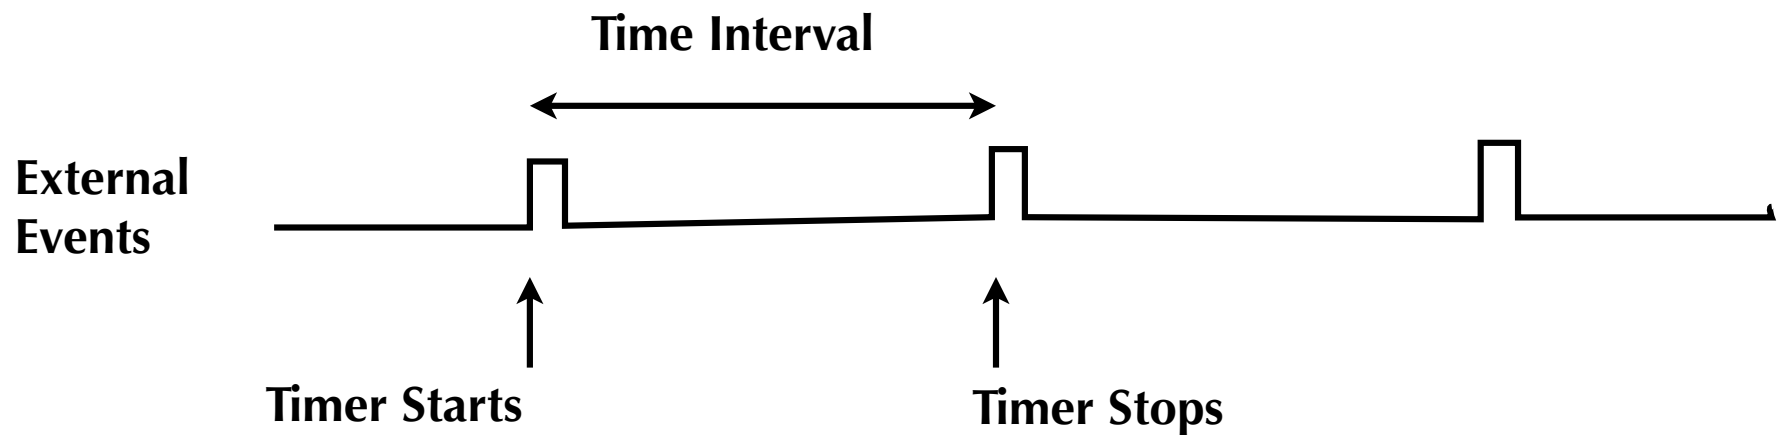 Time Interval
External
Events
Timer Starts
Timer Stops